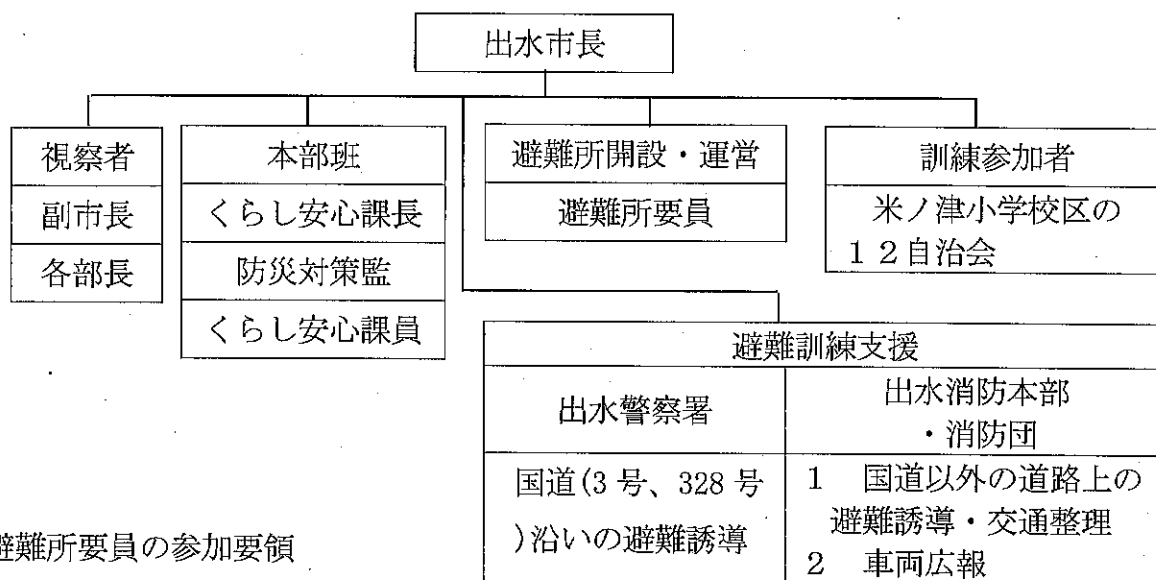 出水市長
視察者
副市長
各部長
本部班
くらし安心課長
防災対策監
くらし安心課員
避難所開設・運営
避難所要員
訓練参加者
米ノ津小学校区の
12自治会
避難訓練支援
出水警察署
国道(3号、328号
)沿いの避難誘導
出水消防本部
・消防団
1 国道以外の道路上の
避難誘導・交通整理
2 車両広報
避難所要員の参加要領